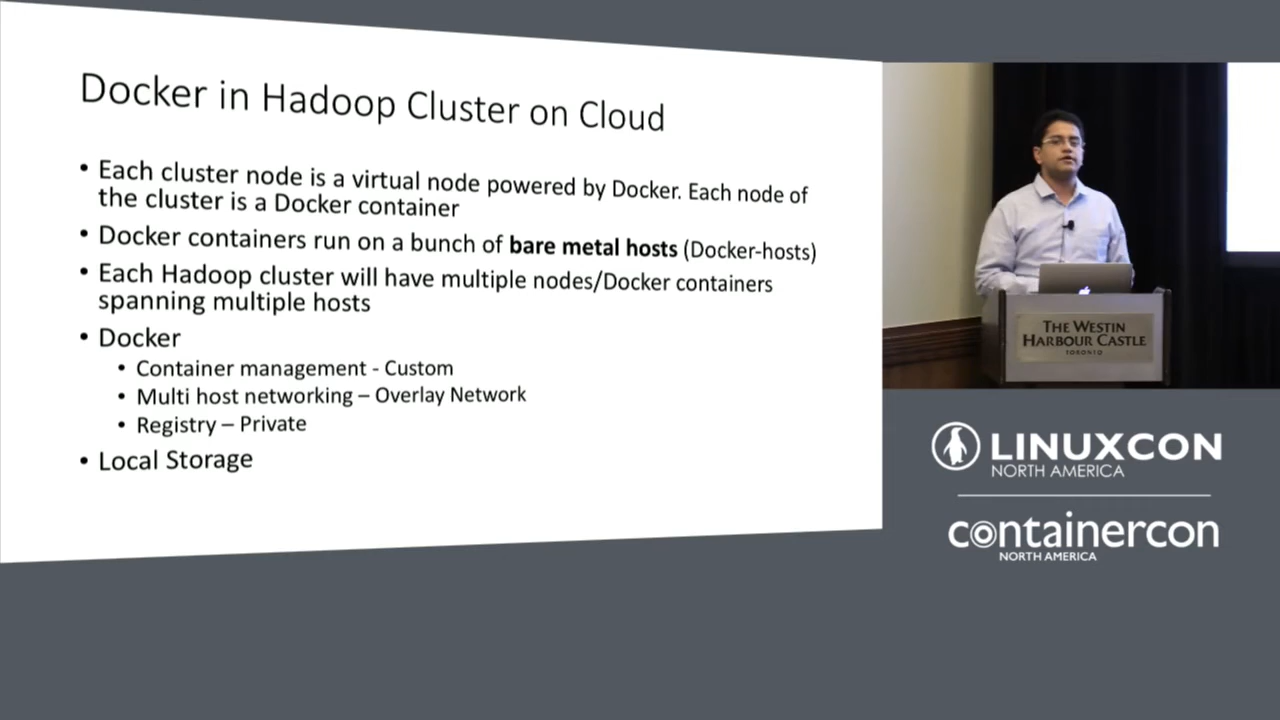 Docker in Hadoop Cluster on Cloud
• Each cluster node is a virtual node powered by Docker. Each node of
the cluster is a Docker container
• Docker containers run on a bunch of bare metal hosts (Docker-hosts)
• Each Hadoop cluster will have multiple nodes/Docker containers
spanning multiple hosts
• Docker
• Container management - Custom
• Multi host networking – Overlay Network
• Registry – Private
• Local Storage
THE WESTIN
HARBOUR CASTLE
TORONTO
LINUXCON
NORTH AMERICA
containercon
NORTH AMERICA